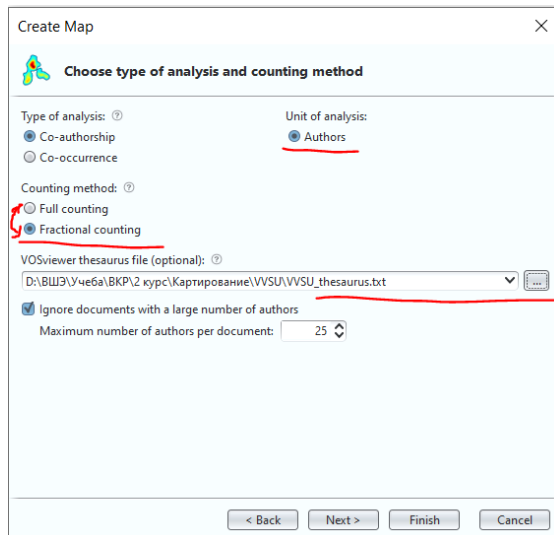 Create Map
Choose type of analysis and counting method
Type of analysis:
Unit of analysis:
Co-authorship
Authors
Co-occurrence
Counting method:
Full counting
Fractional counting
VOSviewer thesaurus file (optional):
D:\ВШЭ\Учеба\ВКР\2 курс\Картирование\VVSU\VVSU_thesaurus.txt
...
Ignore documents with a large number of authors
Maximum number of authors per document: 25
< Back Next > Finish Cancel